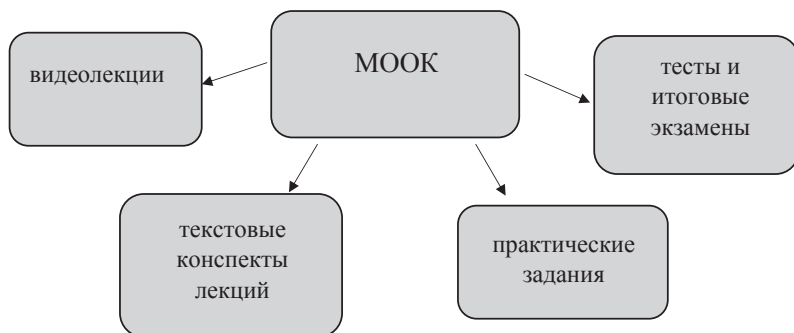 МООК
видеолекции
тесты и
итоговые
экзамены
текстовые
конспекты
лекций
практические
задания